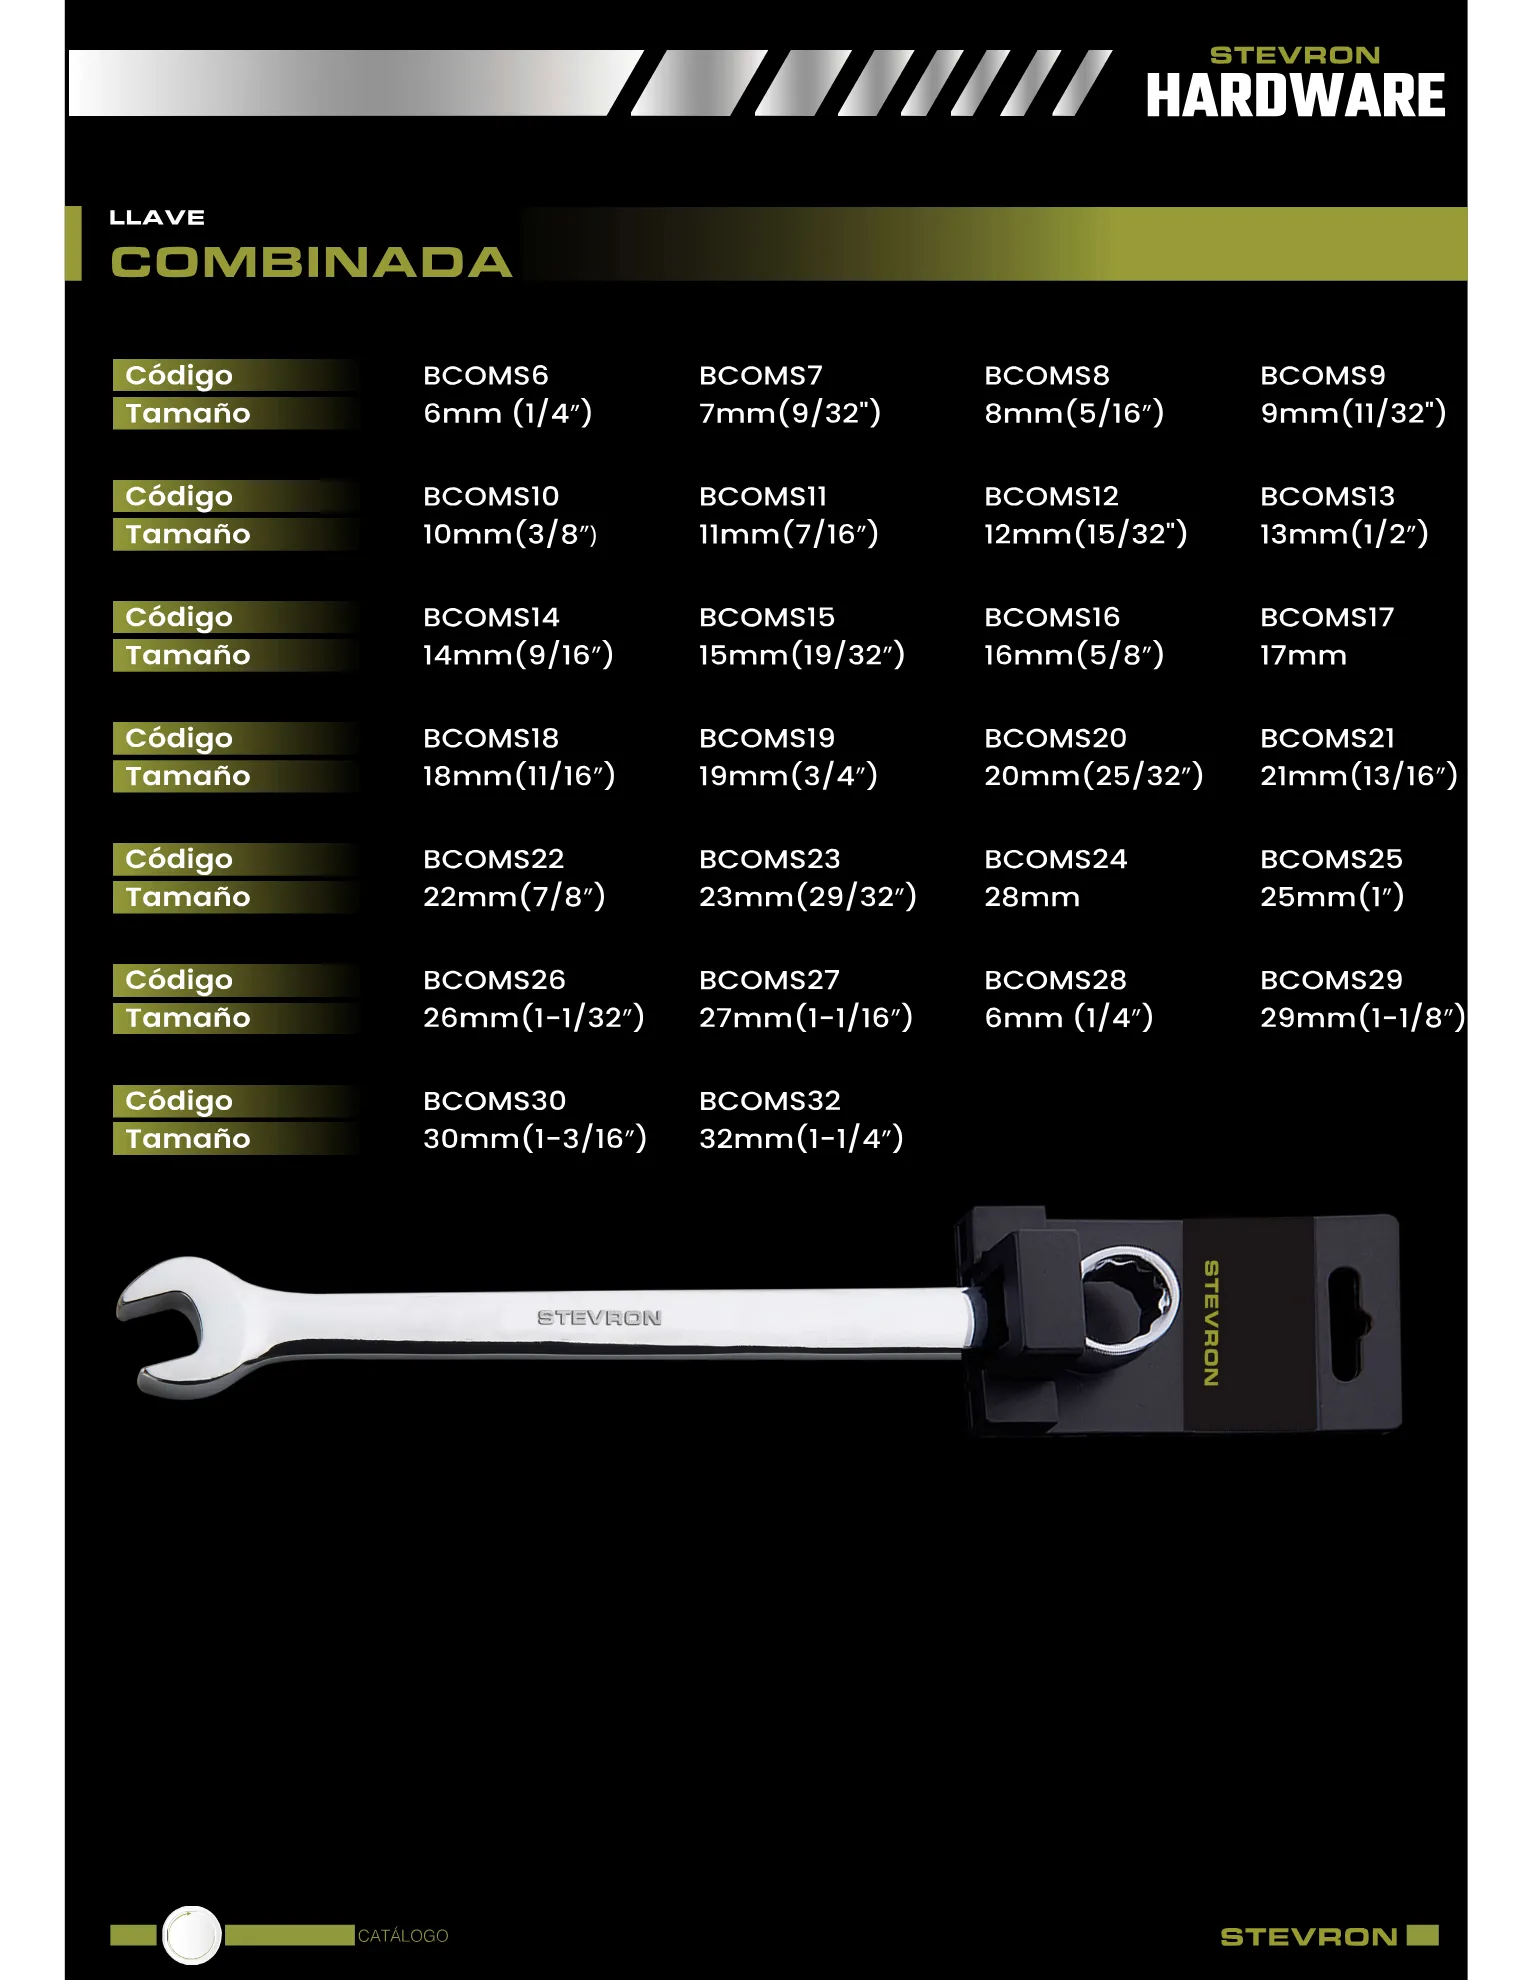 STEVRON
HARDWARE
LLAVE
COMBINADA
Código BCOMS6 BCOMS7 BCOMS8 BCOMS9
Tamaño 6mm (1/4”) 7mm(9/32") 8mm(5/16”) 9mm(11/32")
Código BCOMS10 BCOMS11 BCOMS12 BCOMS13
Tamaño 10mm(3/8”) 11mm(7/16”) 12mm(15/32") 13mm(1/2”)
Código BCOMS14 BCOMS15 BCOMS16 BCOMS17
Tamaño 14mm(9/16”) 15mm(19/32”) 16mm(5/8”) 17mm
Código BCOMS18 BCOMS19 BCOMS20 BCOMS21
Tamaño 18mm(11/16”) 19mm(3/4”) 20mm(25/32”) 21mm(13/16”)
Código BCOMS22 BCOMS23 BCOMS24 BCOMS25
Tamaño 22mm(7/8”) 23mm(29/32”) 28mm 25mm(1”)
Código BCOMS26 BCOMS27 BCOMS28 BCOMS29
Tamaño 26mm(1-1/32”) 27mm(1-1/16”) 6mm (1/4”) 29mm(1-1/8”)
Código BCOMS30 BCOMS32
Tamaño 30mm(1-3/16”) 32mm(1-1/4”)
STEVRON
STEVRON
CATÁLOGO
STEVRON